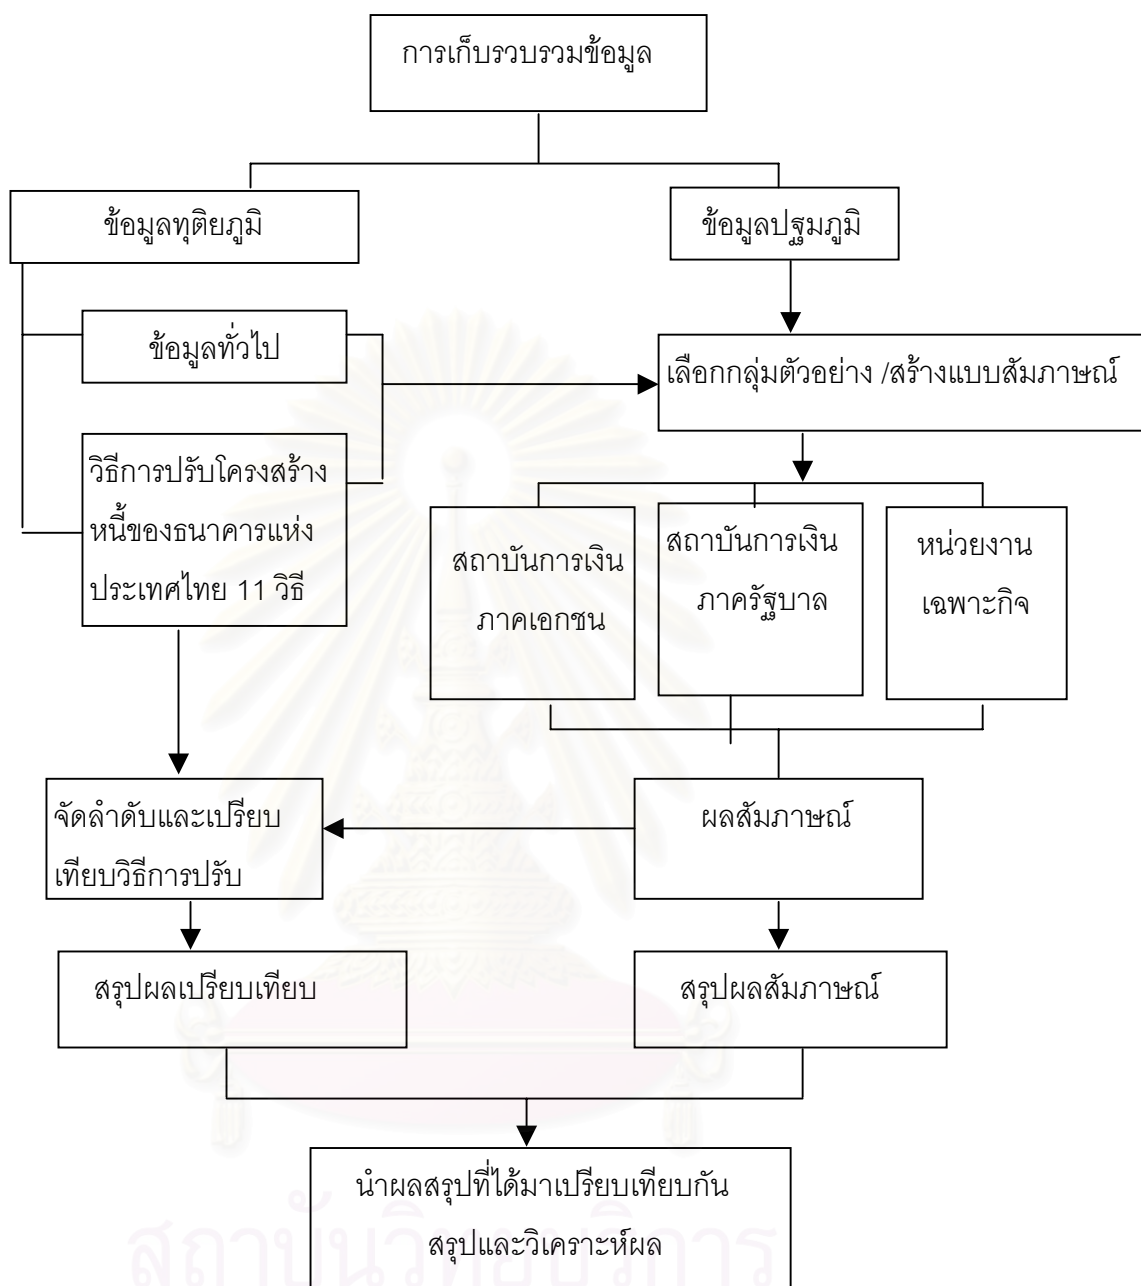 การเก็บรวบรวมข้อมูล
ข้อมูลทุติยภูมิ
ข้อมูลปฐมภูมิ
ข้อมูลทั่วไป
เลือกกลุ่มตัวอย่าง /สร้างแบบสัมภาษณ์
วิธีการปรับโครงสร้าง
หนี้ของธนาคารแห่ง
ประเทศไทย 11 วิธี
สถาบันการเงิน
ภาคเอกชน
สถาบันการเงิน
ภาครัฐบาล
หน่วยงาน
เฉพาะกิจ
จัดลำดับและเปรียบ
เทียบวิธีการปรับ
ผลสัมภาษณ์
สรุปผลเปรียบเทียบ
สรุปผลสัมภาษณ์
นำผลสรุปที่ได้มาเปรียบเทียบกัน
สรุปและวิเคราะห์ผล
สถาบันวิทยบริการ